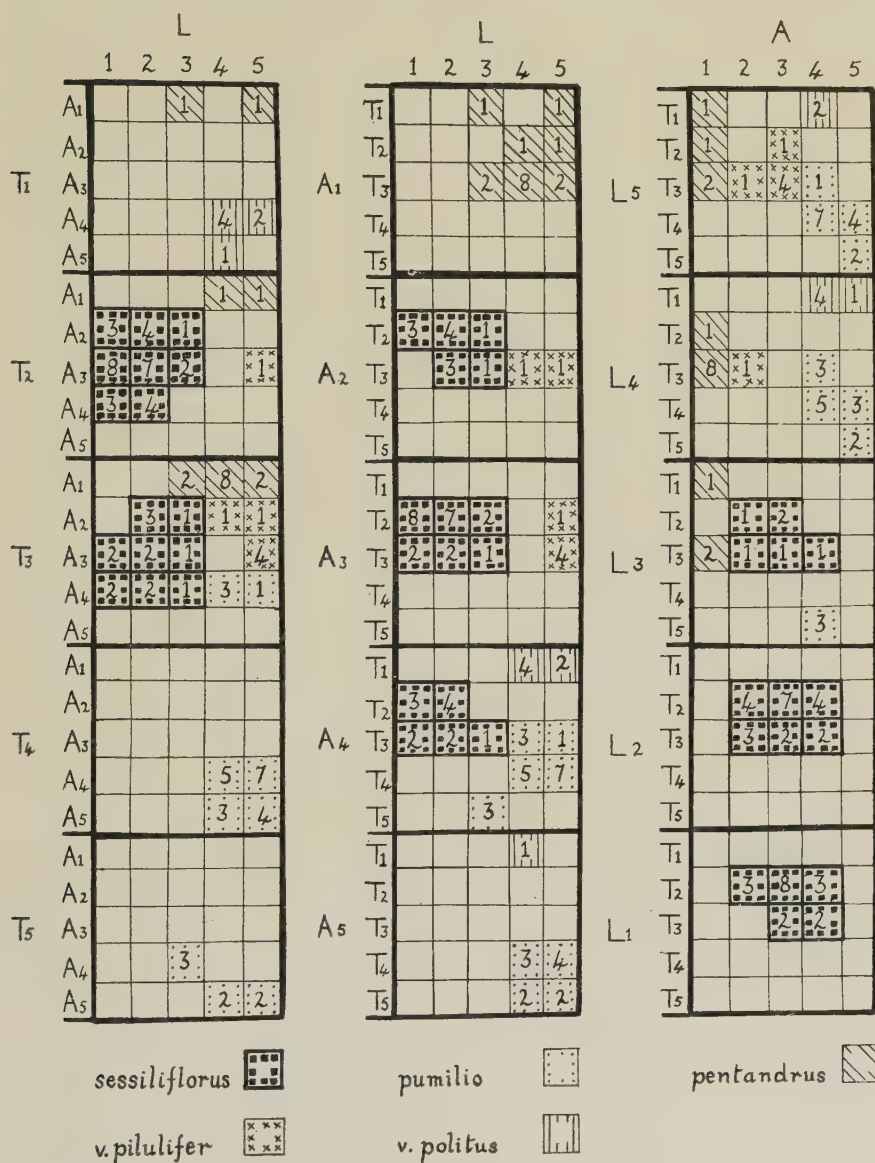 L
1 2 3 4 5
A1 1 1
A2
T1 A3
A4 4 2
A5 1
A1 1 1
A2 3 4 1
T2 A3 8 7 2 1
A4 3 4
A5
A1 2 8 2
A2 3 1 1 1
T3 A3 2 2 1 4
A4 2 2 1 3 1
A5
A1
A2
T4 A3
A4 5 7
A5 3 4
A1
A2
T5 A3
A4 3
A5 2 2
L
1 2 3 4 5
T1 1 1
T2 1 1
A1 T3 2 8 2
T4
T5
T1
T2 3 4 1
A2 T3 3 1 1 1
T4
T5
T1
T2 8 7 2 1
A3 T3 2 2 1 4
T4
T5
T1 4 2
T2 3 4
A4 T3 2 2 1 3 1
T4 5 7
T5 3
T1 1
T2
A5 T3
T4 3 4
T5 2 2
A
1 2 3 4 5
T1 1 2
T2 1 1
L5 T3 2 1 4 1
T4 7 4
T5 2
T1 4 1
T2 1
L4 T3 8 1 3
T4 5 3
T5 2
T1 1
T2 1 2
L3 T3 2 1 1 1
T4
T5 3
T1
T2 4 7 4
L2 T3 3 2 2
T4
T5
T1
T2 3 8 3
L1 T3 2 2
T4
T5
sessiliflorus
pumilio
pentandrus
v. pilulifer
v. politus